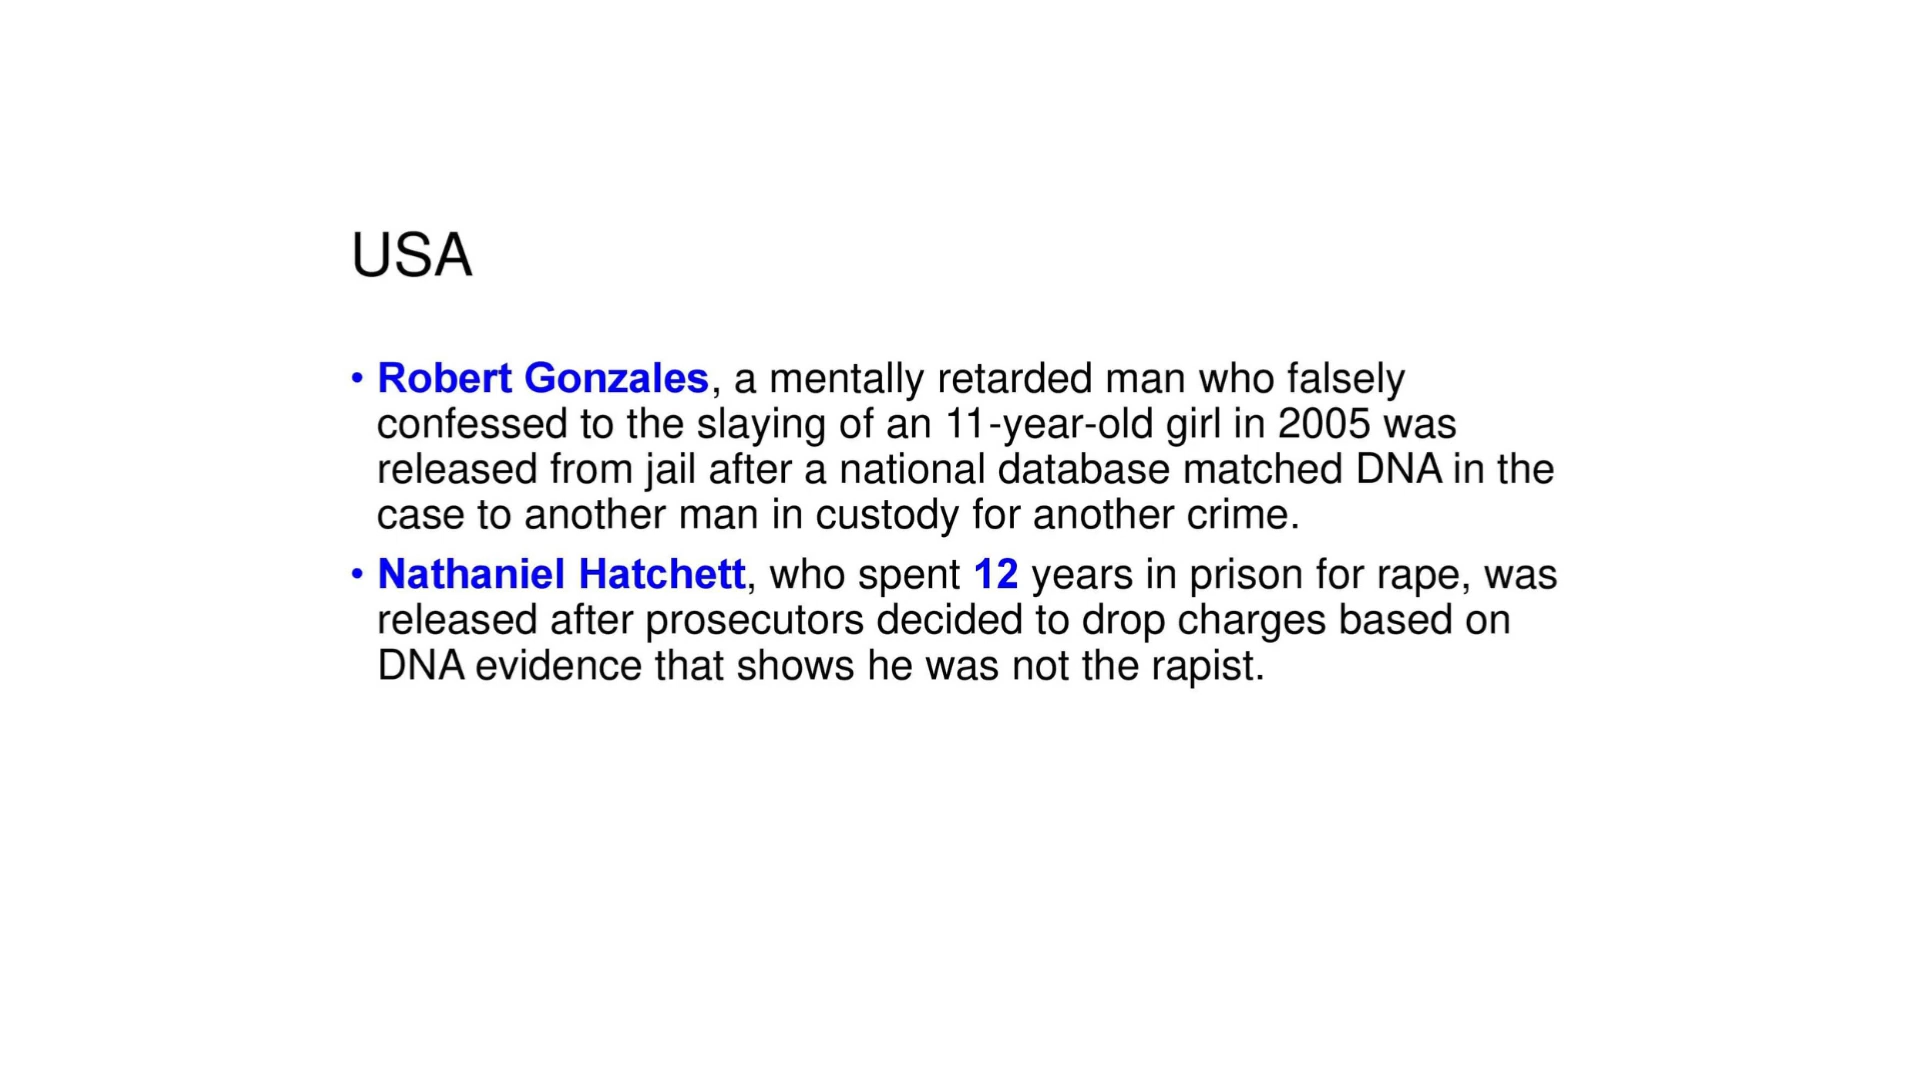 USA
• Robert Gonzales, a mentally retarded man who falsely
confessed to the slaying of an 11-year-old girl in 2005 was
released from jail after a national database matched DNA in the
case to another man in custody for another crime.
• Nathaniel Hatchett, who spent 12 years in prison for rape, was
released after prosecutors decided to drop charges based on
DNA evidence that shows he was not the rapist.